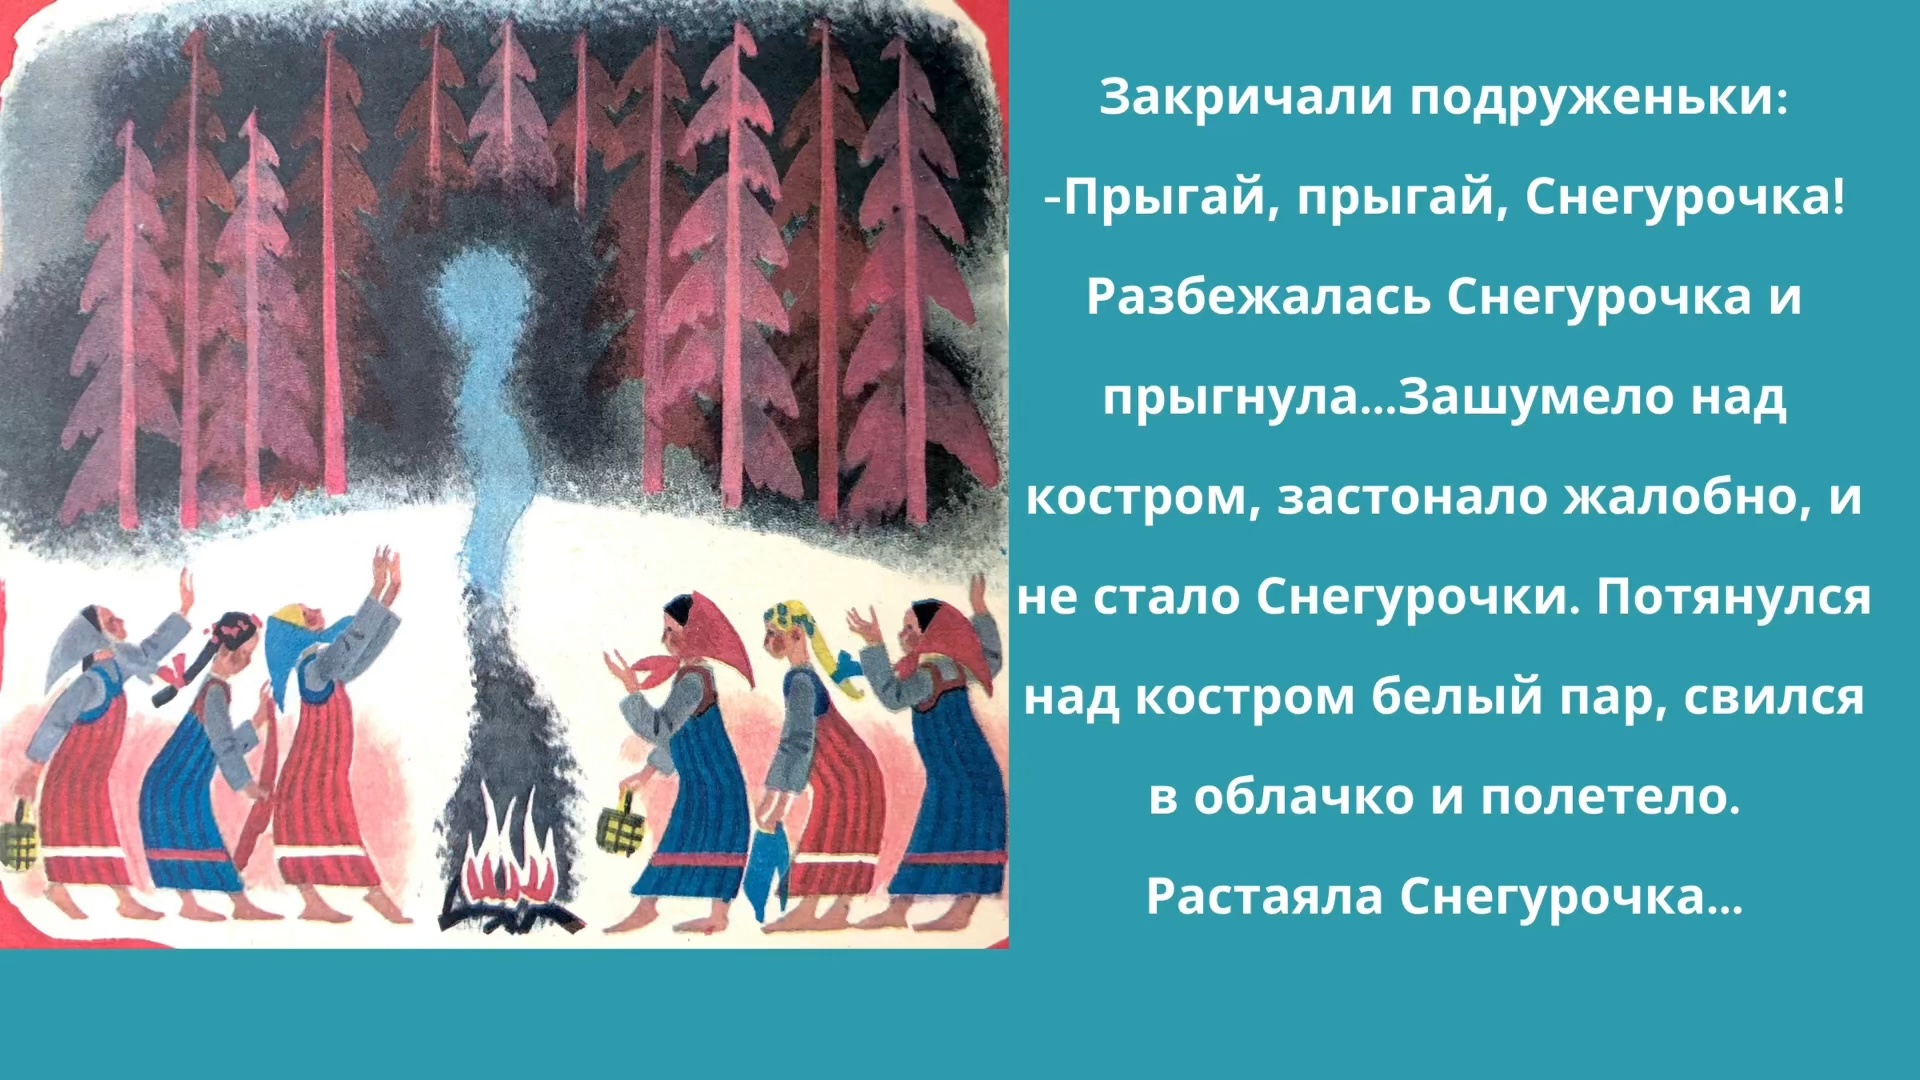 Закричали подруженьки:
-Прыгай, прыгай, Снегурочка!
Разбежалась Снегурочка и
прыгнула...Зашумело над
костром, застонало жалобно, и
не стало Снегурочки. Потянулся
над костром белый пар, свился
в облачко и полетело.
Растаяла Снегурочка...